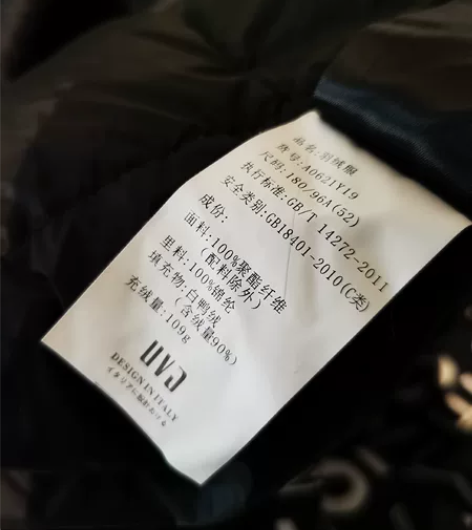 品名:羽绒服
货号:A0621Y19
尺码:180/96A(52)
执行标准:GB/T 14272-2011
安全类别:GB18401-2010(C类)
成份:
面料:100%聚酯纤维
(配料除外)
里料:100%锦纶
填充物:白鸭绒
(含绒量90%)
充绒量:109g
DESIGN IN ITALY